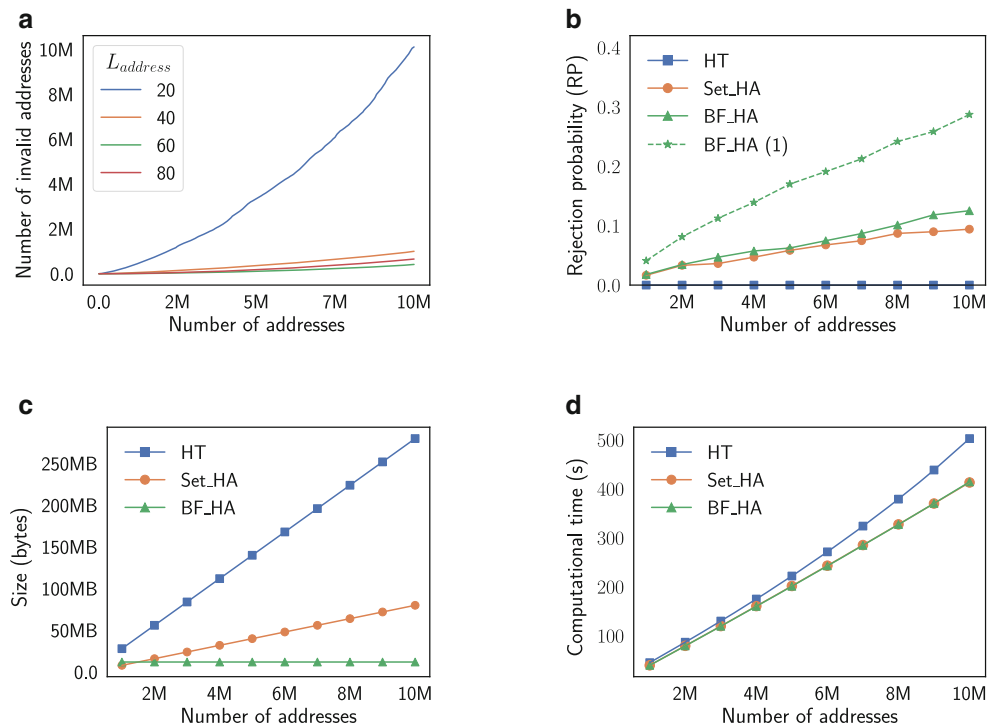 a
Number of invalid addresses
10M
8M
6M
4M
2M
0.0
L_address
20
40
60
80
0.0 2M 5M 7M 10M
Number of addresses
b
Rejection probability (RP)
0.4
0.3
0.2
0.1
0.0
HT
Set_HA
BF_HA
BF_HA (1)
2M 4M 6M 8M 10M
Number of addresses
c
Size (bytes)
250MB
200MB
150MB
100MB
50MB
0.0
HT
Set_HA
BF_HA
2M 4M 6M 8M 10M
Number of addresses
d
Computational time (s)
500
400
300
200
100
HT
Set_HA
BF_HA
2M 4M 6M 8M 10M
Number of addresses